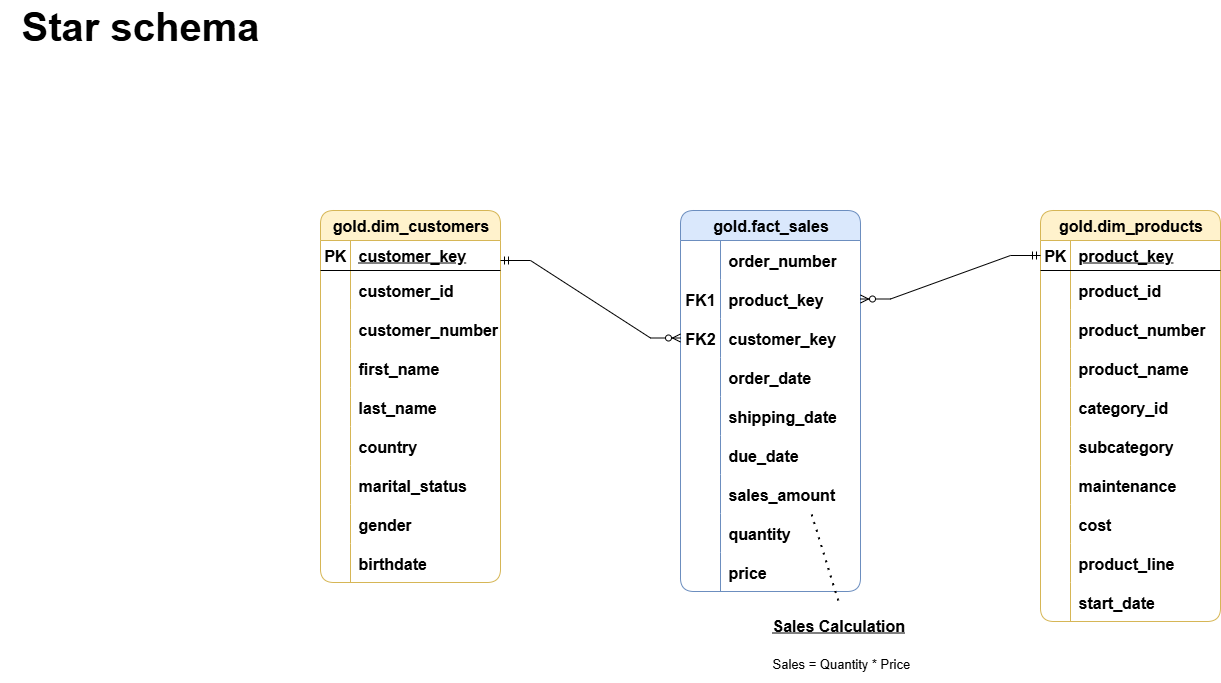 Star schema
gold.dim_customers
PK customer_key
customer_id
customer_number
first_name
last_name
country
marital_status
gender
birthdate
gold.fact_sales
order_number
FK1 product_key
FK2 customer_key
order_date
shipping_date
due_date
sales_amount
quantity
price
Sales Calculation
Sales = Quantity * Price
gold.dim_products
PK product_key
product_id
product_number
product_name
category_id
subcategory
maintenance
cost
product_line
start_date